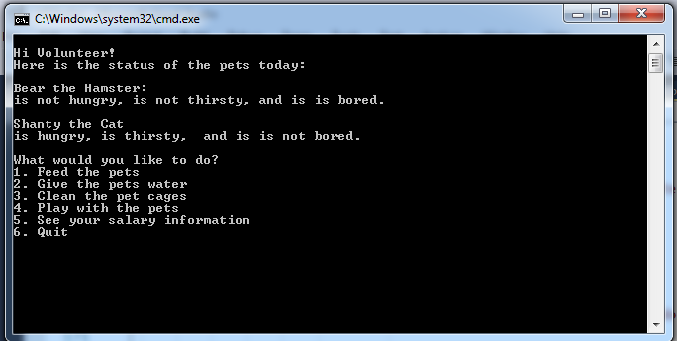 C:\Windows\system32\cmd.exe
Hi Volunteer!
Here is the status of the pets today:
Bear the Hamster:
is not hungry, is not thirsty, and is is bored.
Shanty the Cat
is hungry, is thirsty,  and is is not bored.
What would you like to do?
1. Feed the pets
2. Give the pets water
3. Clean the pet cages
4. Play with the pets
5. See your salary information
6. Quit